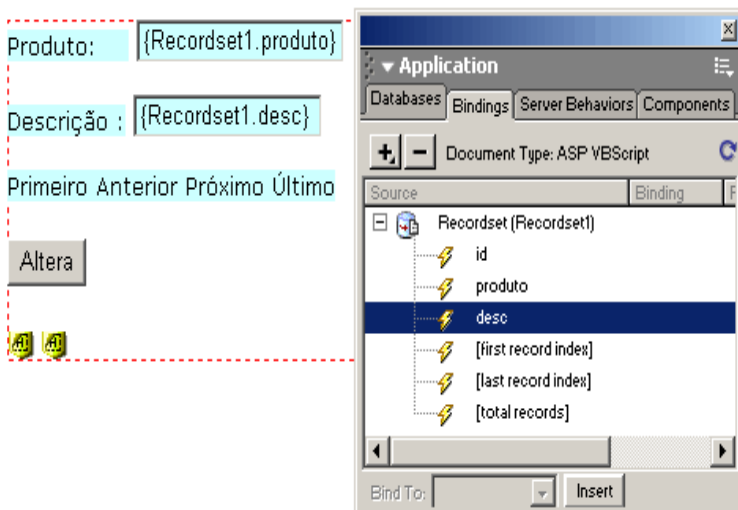 Produto: {Recordset1.produto}
Descrição : {Recordset1.desc}
Primeiro Anterior Próximo Último
Altera
Application
Databases Bindings Server Behaviors Components
Document Type: ASP VBScript
Source Binding F
Recordset (Recordset1)
id
produto
desc
[first record index]
[last record index]
[total records]
Bind To: Insert